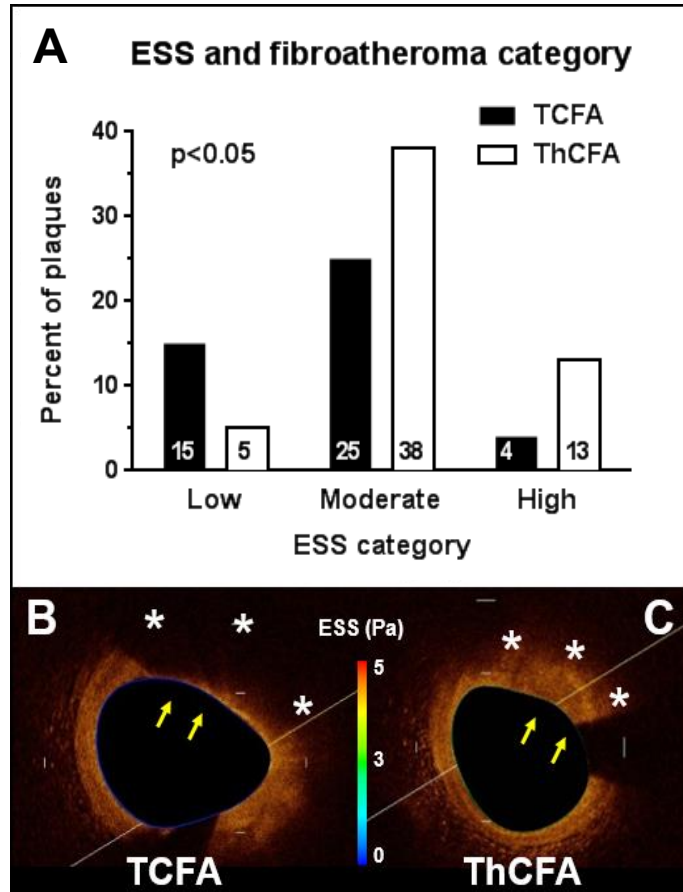 A
ESS and fibroatheroma category
p<0.05
TCFA
ThCFA
Percent of plaques
40
30
20
10
0
15
5
25
38
4
13
Low
Moderate
High
ESS category
B
*
*
*
ESS (Pa)
5
3
0
C
*
*
*
TCFA
ThCFA